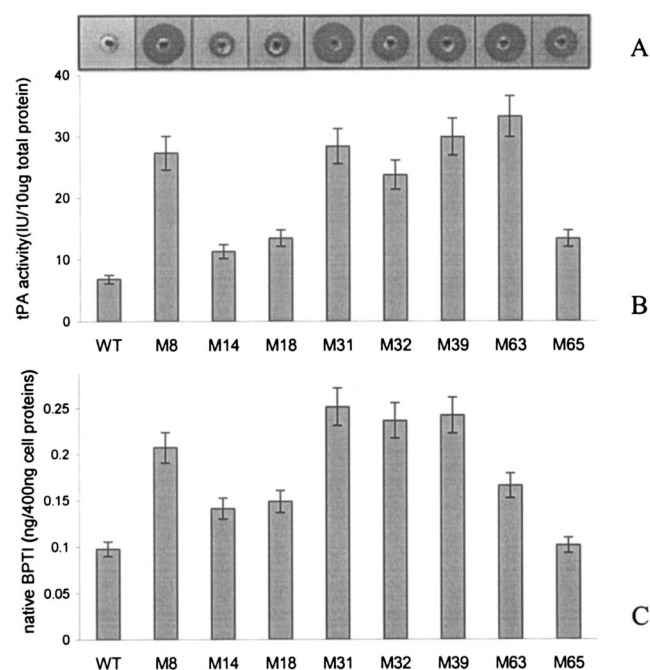 A
tPA activity(IU/10ug total protein)
40
30
20
10
0
B
WT M8 M14 M18 M31 M32 M39 M63 M65
native BPTI (ng/400ng cell proteins)
0.25
0.2
0.15
0.1
0.05
0
C
WT M8 M14 M18 M31 M32 M39 M63 M65